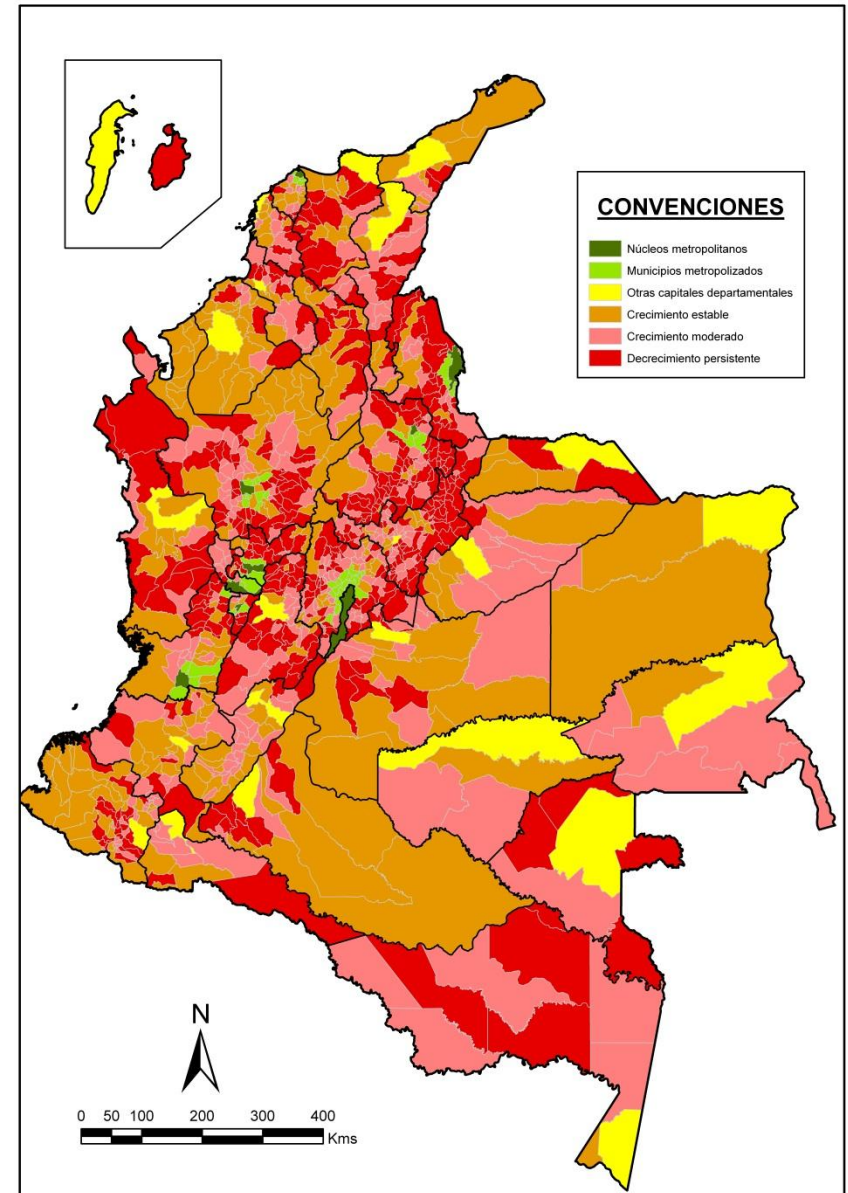 CONVENCIONES
Núcleos metropolitanos
Municipios metropolizados
Otras capitales departamentales
Crecimiento estable
Crecimiento moderado
Decrecimiento persistente
N
0 50 100 200 300 400
Kms